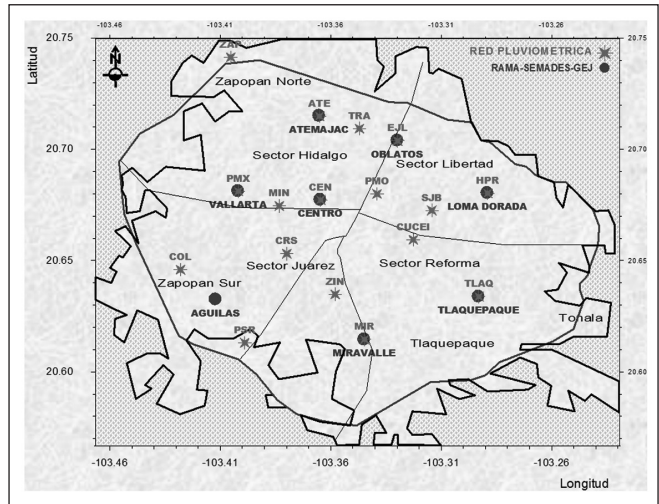 -103.46 -103.41 -103.36 -103.31 -103.26
Latitud
20.75 20.75
N
ZAP
RED PLUVIOMETRICA
RAMA-SEMADES-GEJ
Zapopan Norte
ATE
ATEMAJAC
TRA
EJL
OBLATOS
20.70 20.70
Sector Hidalgo
Sector Libertad
PMX
VALLARTA
MIN
CEN
CENTRO
PMO
SJB
HPR
LOMA DORADA
CUCEI
20.65 20.65
COL
CRS
Sector Juarez
Sector Reforma
Zapopan Sur
AGUILAS
ZIN
TLAQ
TLAQUEPAQUE
Tonala
PSR
MIR
MIRAVALLE
Tlaquepaque
20.60 20.60
-103.46 -103.41 -103.36 -103.31 -103.26
Longitud